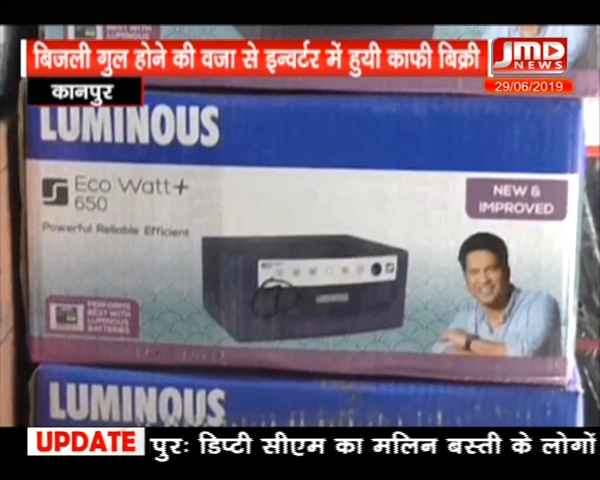 बिजली गुल होने की वजा से इन्वर्टर में हुयी काफी बिक्री
JMD
NEWS
कानपुर
29/06/2019
LUMINOUS
Eco Watt+
650
NEW &
IMPROVED
Powerful Reliable Efficient
PERFORMS
BEST WITH
LUMINOUS
BATTERIES
LUMINOUS
UPDATE
पुरः डिप्टी सीएम का मलिन बस्ती के लोगों